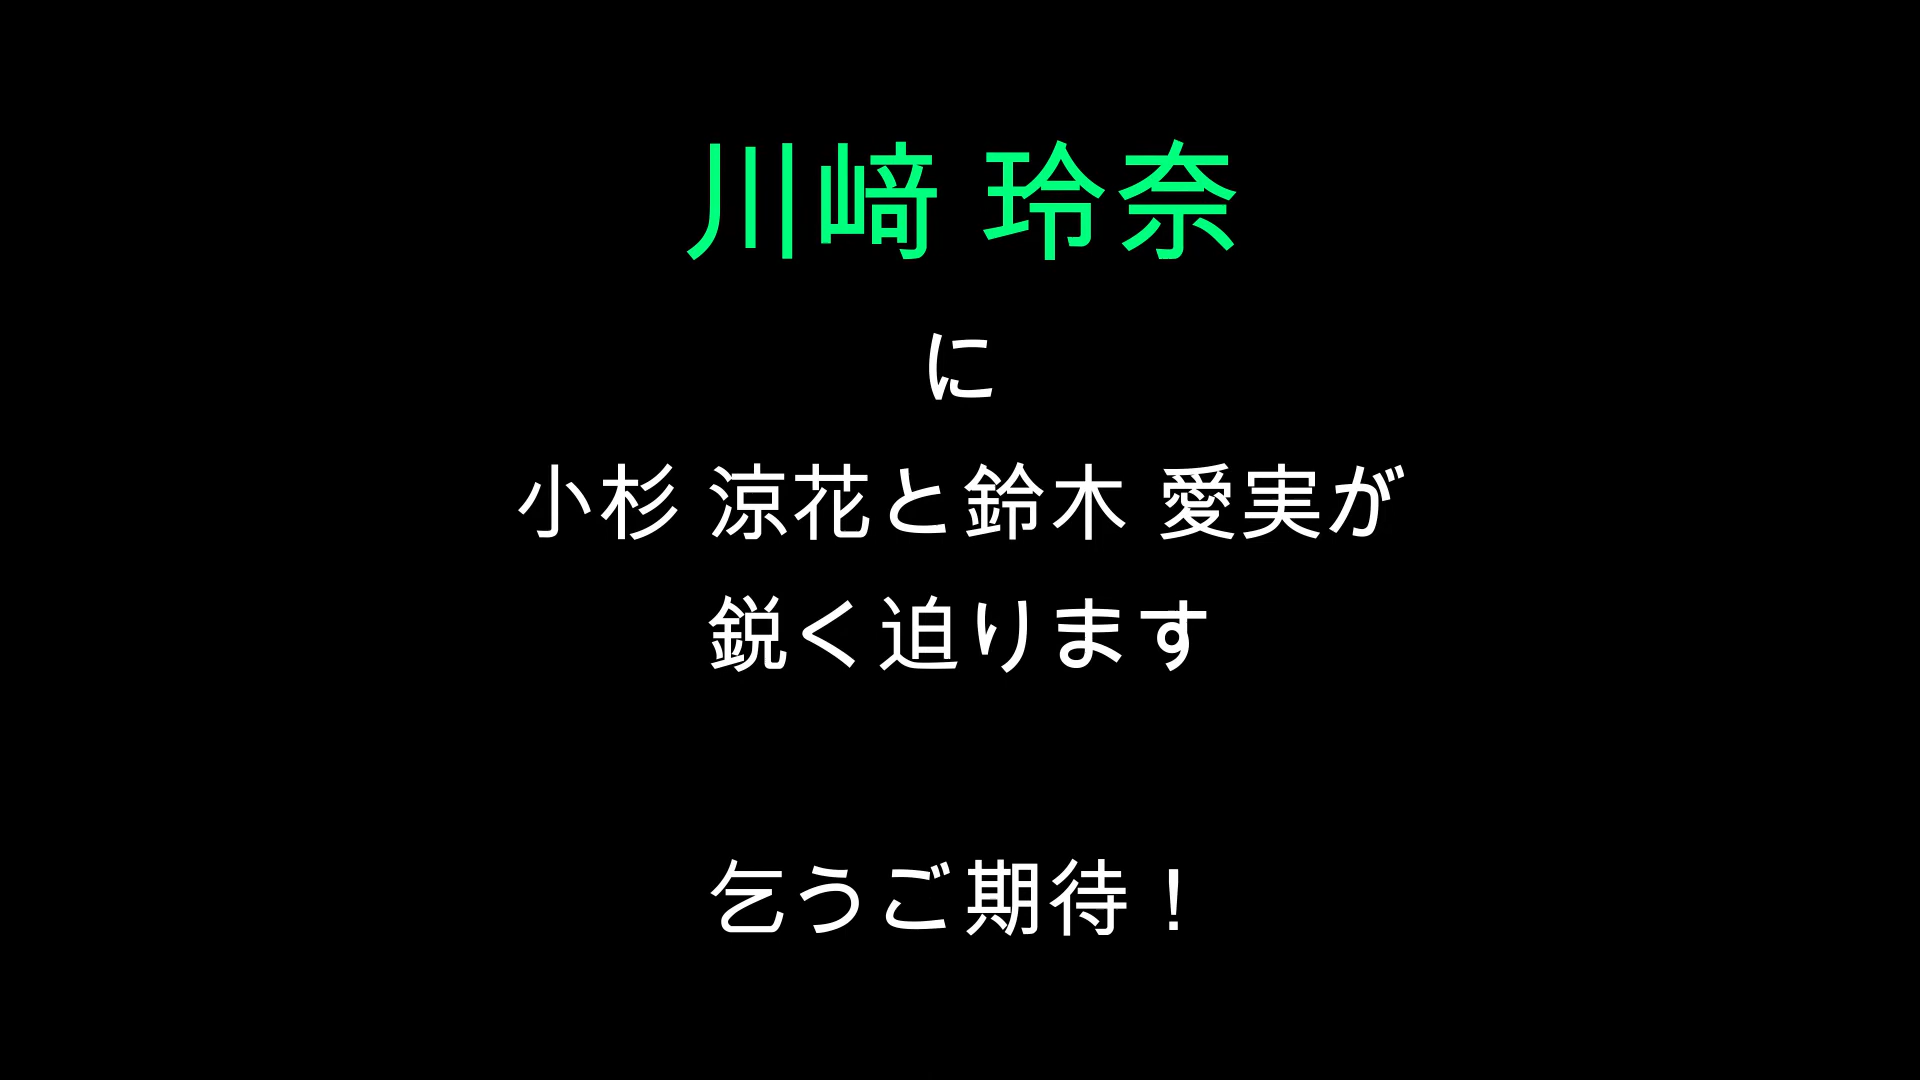 川﨑 玲奈
に
小杉 涼花と鈴木 愛実が
鋭く迫ります
乞うご期待！